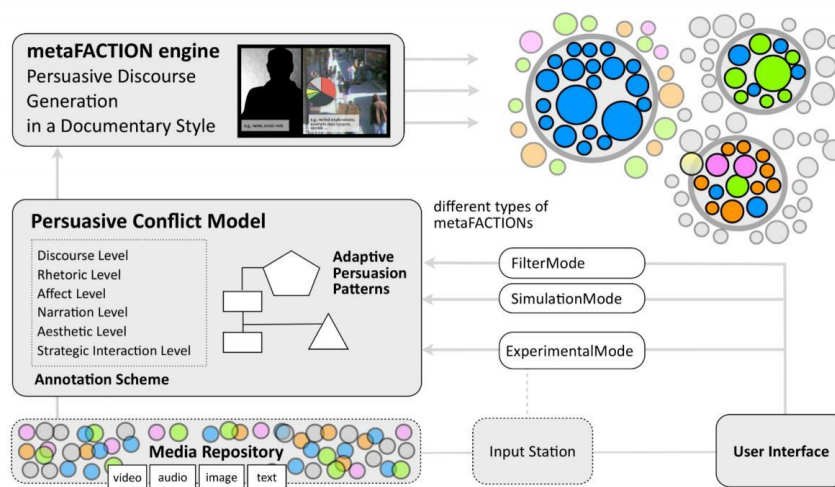 metaFACTION engine
Persuasive Discourse
Generation
in a Documentary Style
different types of
metaFACTIONs
Persuasive Conflict Model
Discourse Level
Rhetoric Level
Affect Level
Narration Level
Aesthetic Level
Strategic Interaction Level
Annotation Scheme
Adaptive
Persuasion
Patterns
FilterMode
SimulationMode
ExperimentalMode
Media Repository
video
audio
image
text
Input Station
User Interface